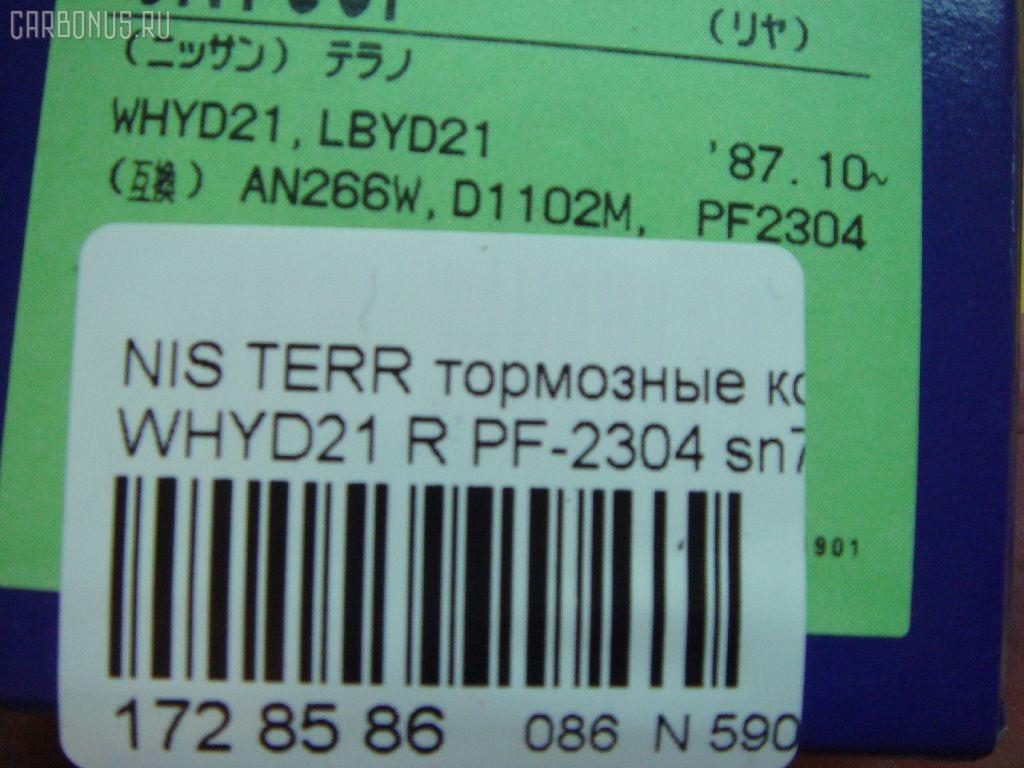 CARBONUS.RU
(リヤ)
(ニッサン) テラノ
WHYD21, LBYD21 '87.10~
(互換) AN266W, D1102M, PF2304
NIS TERR тормозные
WHYD21 R PF-2304 sn7
901
172 85 86 086 N 590